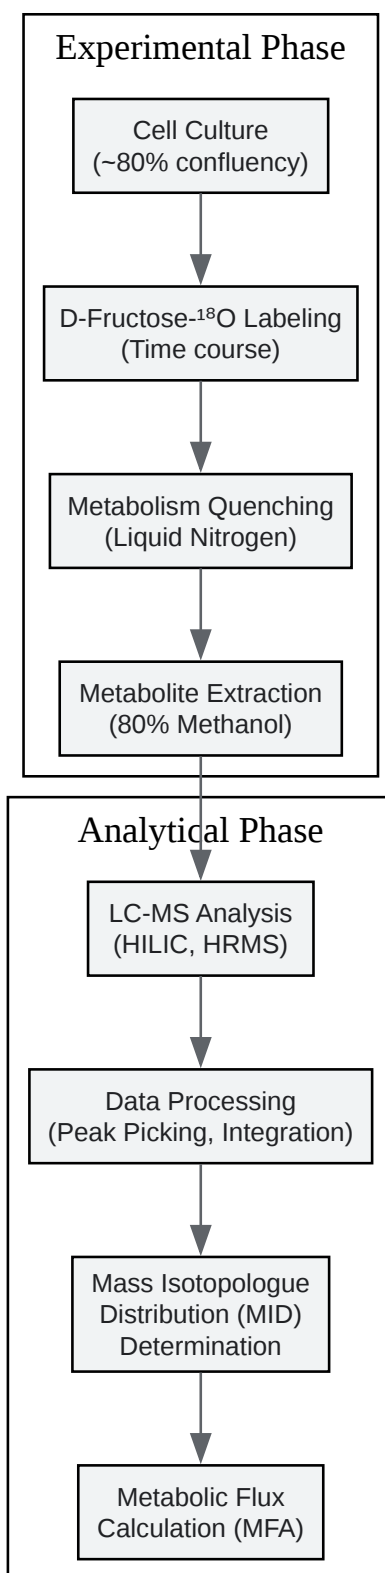 Experimental Phase
Cell Culture
(~80% confluency)
D-Fructose-¹⁸O Labeling
(Time course)
Metabolism Quenching
(Liquid Nitrogen)
Metabolite Extraction
(80% Methanol)
Analytical Phase
LC-MS Analysis
(HILIC, HRMS)
Data Processing
(Peak Picking, Integration)
Mass Isotopologue
Distribution (MID)
Determination
Metabolic Flux
Calculation (MFA)